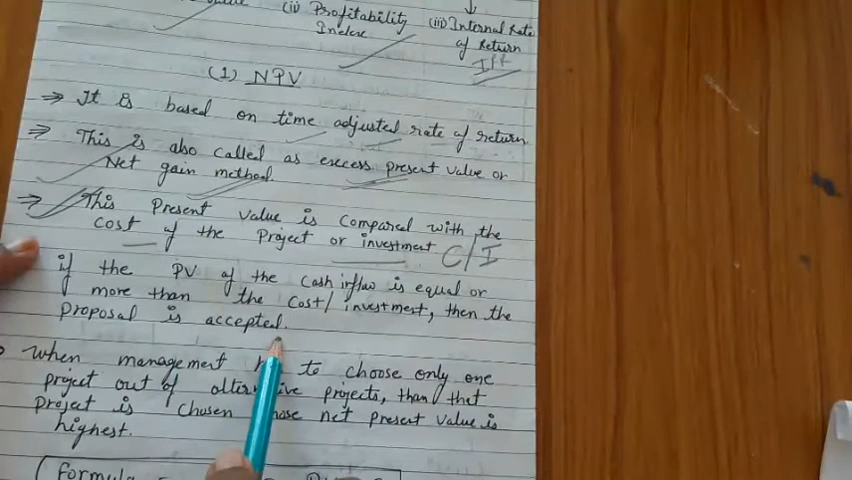 (ii) Profitability (iii) Internal Rate
Index of Return
Irr
(1) NPV
⇒ It is based on time adjusted rate of return
⇒ This is also called as excess present value or
Net gain method
⇒ This Present value is compared with the
cost of the Project or investment C/I
if the PV of the cash inflow is equal or
more than the cost/ investment, then the
proposal is accepted.
when management to choose only one
project out of alternative projects, than that
project is chosen whose net present value is
highest.
Formula